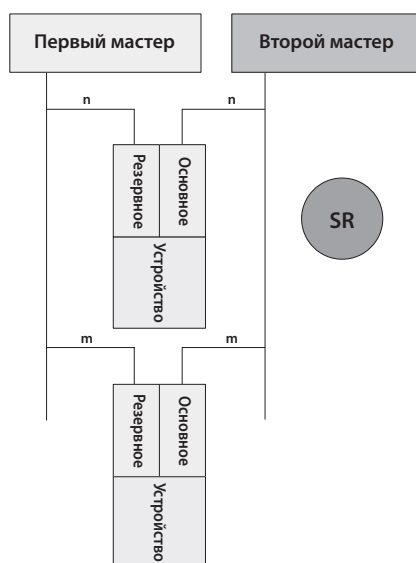 Первый мастер
Второй мастер
n
n
Резервное
Основное
Устройство
SR
m
m
Резервное
Основное
Устройство